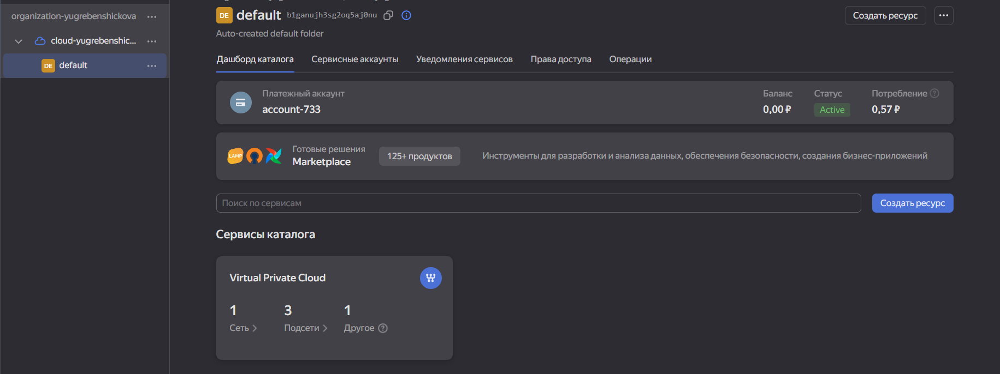 organization-yugrebenshickova
cloud-yugrebenshic...
DE default
DE default b1ganujh3sg2oq5aj0nu
Создать ресурс
Auto-created default folder
Дашборд каталога Сервисные аккаунты Уведомления сервисов Права доступа Операции
Платежный аккаунт
account-733
Баланс Статус Потребление
0,00 ₽ Active 0,57 ₽
LAMP
Готовые решения
Marketplace
125+ продуктов
Инструменты для разработки и анализа данных, обеспечения безопасности, создания бизнес-приложений
Поиск по сервисам
Создать ресурс
Сервисы каталога
Virtual Private Cloud
1 3 1
Сеть Подсети Другое